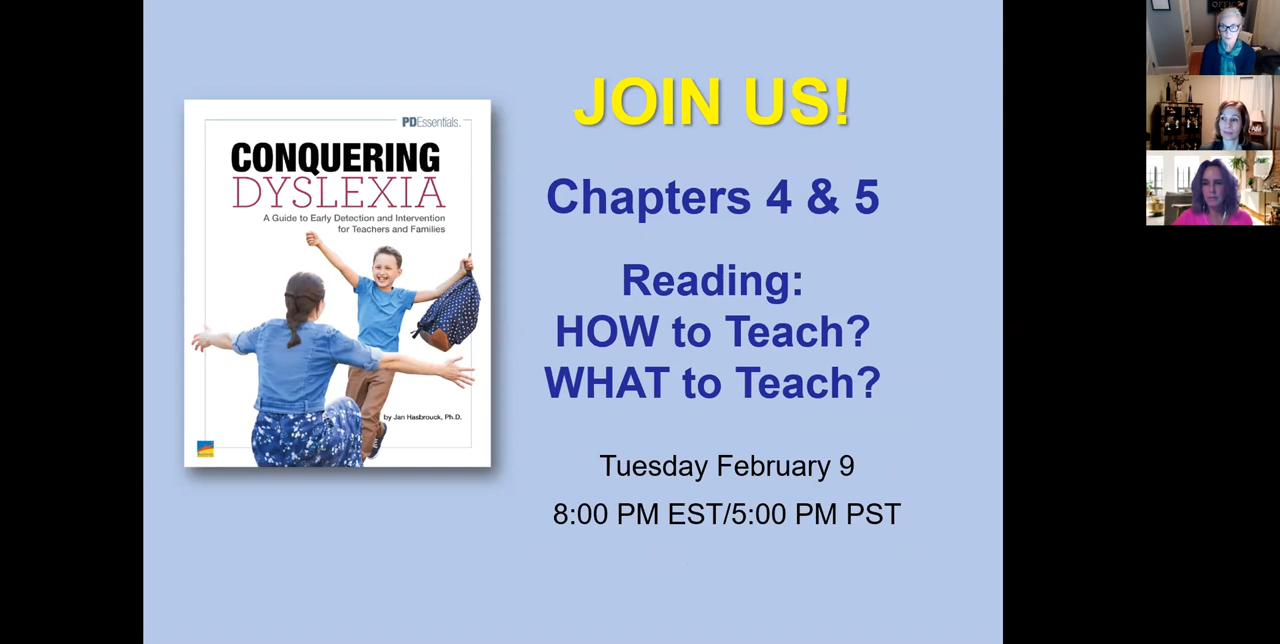 PDEssentials.
CONQUERING
DYSLEXIA
A Guide to Early Detection and Intervention
for Teachers and Families
by Jan Hasbrouck, Ph.D.
JOIN US!
Chapters 4 & 5
Reading:
HOW to Teach?
WHAT to Teach?
Tuesday February 9
8:00 PM EST/5:00 PM PST